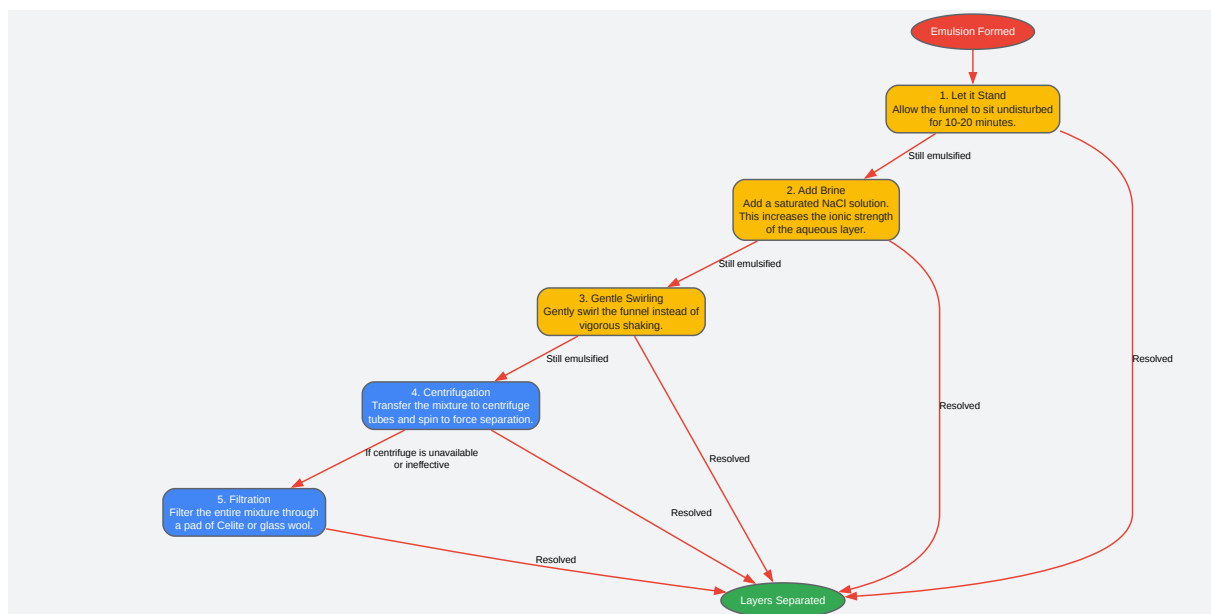 Emulsion Formed
1. Let it Stand
Allow the funnel to sit undisturbed
for 10-20 minutes.
Still emulsified
2. Add Brine
Add a saturated NaCl solution.
This increases the ionic strength
of the aqueous layer.
Still emulsified
3. Gentle Swirling
Gently swirl the funnel instead of
vigorous shaking.
Still emulsified
Resolved
4. Centrifugation
Transfer the mixture to centrifuge
tubes and spin to force separation.
Resolved
If centrifuge is unavailable
or ineffective
Resolved
5. Filtration
Filter the entire mixture through
a pad of Celite or glass wool.
Resolved
Resolved
Layers Separated